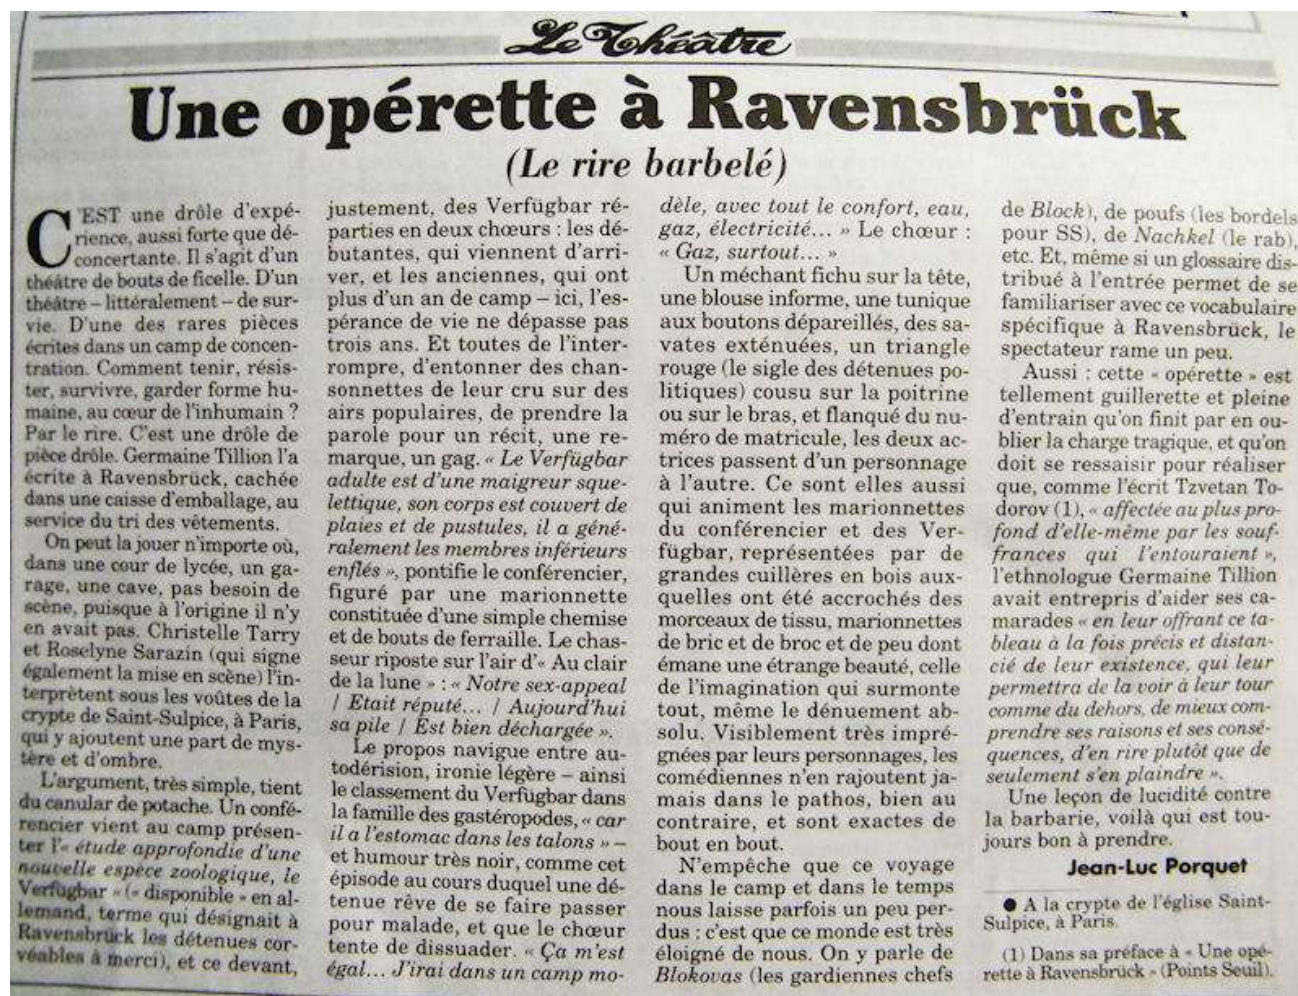 Le Théâtre
Une opérette à Ravensbrück
(Le rire barbelé)
C'EST une drôle d'expé-
rience, aussi forte que dé-
concertante. Il s'agit d'un
théâtre de bouts de ficelle. D'un
théâtre – littéralement – de sur-
vie. D'une des rares pièces
écrites dans un camp de concen-
tration. Comment tenir, résis-
ter, survivre, garder forme hu-
maine, au cœur de l'inhumain ?
Par le rire. C'est une drôle de
pièce drôle. Germaine Tillion l'a
écrite à Ravensbrück, cachée
dans une caisse d'emballage, au
service du tri des vêtements.
On peut la jouer n'importe où,
dans une cour de lycée, un ga-
rage, une cave, pas besoin de
scène, puisque à l'origine il n'y
en avait pas. Christelle Tarry
et Roselyne Sarazin (qui signe
également la mise en scène) l'in-
terprètent sous les voûtes de la
crypte de Saint-Sulpice, à Paris,
qui y ajoutent une part de mys-
tère et d'ombre.
L'argument, très simple, tient
du canular de potache. Un confé-
rencier vient au camp présen-
ter l'« étude approfondie d'une
nouvelle espèce zoologique, le
Verfügbar » (« disponible » en al-
lemand, terme qui désignait à
Ravensbrück les détenues cor-
véables à merci), et ce devant,
justement, des Verfügbar ré-
parties en deux chœurs : les dé-
butantes, qui viennent d'arri-
ver, et les anciennes, qui ont
plus d'un an de camp – ici, l'es-
pérance de vie ne dépasse pas
trois ans. Et toutes de l'inter-
rompre, d'entonner des chan-
sonnettes de leur cru sur des
airs populaires, de prendre la
parole pour un récit, une re-
marque, un gag. « Le Verfügbar
adulte est d'une maigreur sque-
lettique, son corps est couvert de
plaies et de pustules, il a géné-
ralement les membres inférieurs
enflés », pontifie le conférencier,
figuré par une marionnette
constituée d'une simple chemise
et de bouts de ferraille. Le chas-
seur riposte sur l'air d'« Au clair
de la lune » : « Notre sex-appeal
/ Etait réputé... / Aujourd'hui
sa pile / Est bien déchargée ».
Le propos navigue entre au-
todérision, ironie légère – ainsi
le classement du Verfügbar dans
la famille des gastéropodes, « car
il a l'estomac dans les talons » –
et humour très noir, comme cet
épisode au cours duquel une dé-
tenue rêve de se faire passer
pour malade, et que le chœur
tente de dissuader. « Ça m'est
égal... J'irai dans un camp mo-
dèle, avec tout le confort, eau,
gaz, électricité... » Le chœur :
« Gaz, surtout... »
Un méchant fichu sur la tête,
une blouse informe, une tunique
aux boutons dépareillés, des sa-
vates exténuées, un triangle
rouge (le sigle des détenues po-
litiques) cousu sur la poitrine
ou sur le bras, et flanqué du nu-
méro de matricule, les deux ac-
trices passent d'un personnage
à l'autre. Ce sont elles aussi
qui animent les marionnettes
du conférencier et des Ver-
fügbar, représentées par de
grandes cuillères en bois aux-
quelles ont été accrochés des
morceaux de tissu, marionnettes
de bric et de broc et de peu dont
émane une étrange beauté, celle
de l'imagination qui surmonte
tout, même le dénuement ab-
solu. Visiblement très impré-
gnées par leurs personnages, les
comédiennes n'en rajoutent ja-
mais dans le pathos, bien au
contraire, et sont exactes de
bout en bout.
N'empêche que ce voyage
dans le camp et dans le temps
nous laisse parfois un peu per-
dus : c'est que ce monde est très
éloigné de nous. On y parle de
Blokovas (les gardiennes chefs
de Block), de poufs (les bordels
pour SS), de Nachkel (le rab),
etc. Et, même si un glossaire dis-
tribué à l'entrée permet de se
familiariser avec ce vocabulaire
spécifique à Ravensbrück, le
spectateur rame un peu.
Aussi : cette « opérette » est
tellement guillerette et pleine
d'entrain qu'on finit par en ou-
blier la charge tragique, et qu'on
doit se ressaisir pour réaliser
que, comme l'écrit Tzvetan To-
dorov (1), « affectée au plus pro-
fond d'elle-même par les souf-
frances qui l'entouraient »,
l'ethnologue Germaine Tillion
avait entrepris d'aider ses ca-
marades « en leur offrant ce ta-
bleau à la fois précis et distan-
cié de leur existence, qui leur
permettra de la voir à leur tour
comme du dehors, de mieux com-
prendre ses raisons et ses consé-
quences, d'en rire plutôt que de
seulement s'en plaindre ».
Une leçon de lucidité contre
la barbarie, voilà qui est tou-
jours bon à prendre.
Jean-Luc Porquet
● A la crypte de l'église Saint-
Sulpice, à Paris.
(1) Dans sa préface à « Une opé-
rette à Ravensbrück » (Points Seuil).